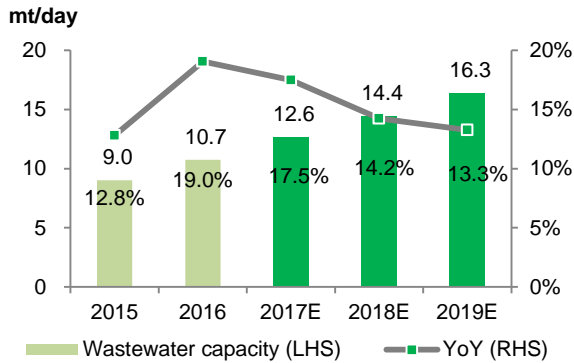 mt/day
20 20%
16.3
14.4
15 12.6 15%
10.7
9.0
10 10%
12.8% 19.0% 17.5% 14.2% 13.3%
5 5%
0 0%
2015 2016 2017E 2018E 2019E
Wastewater capacity (LHS) YoY (RHS)